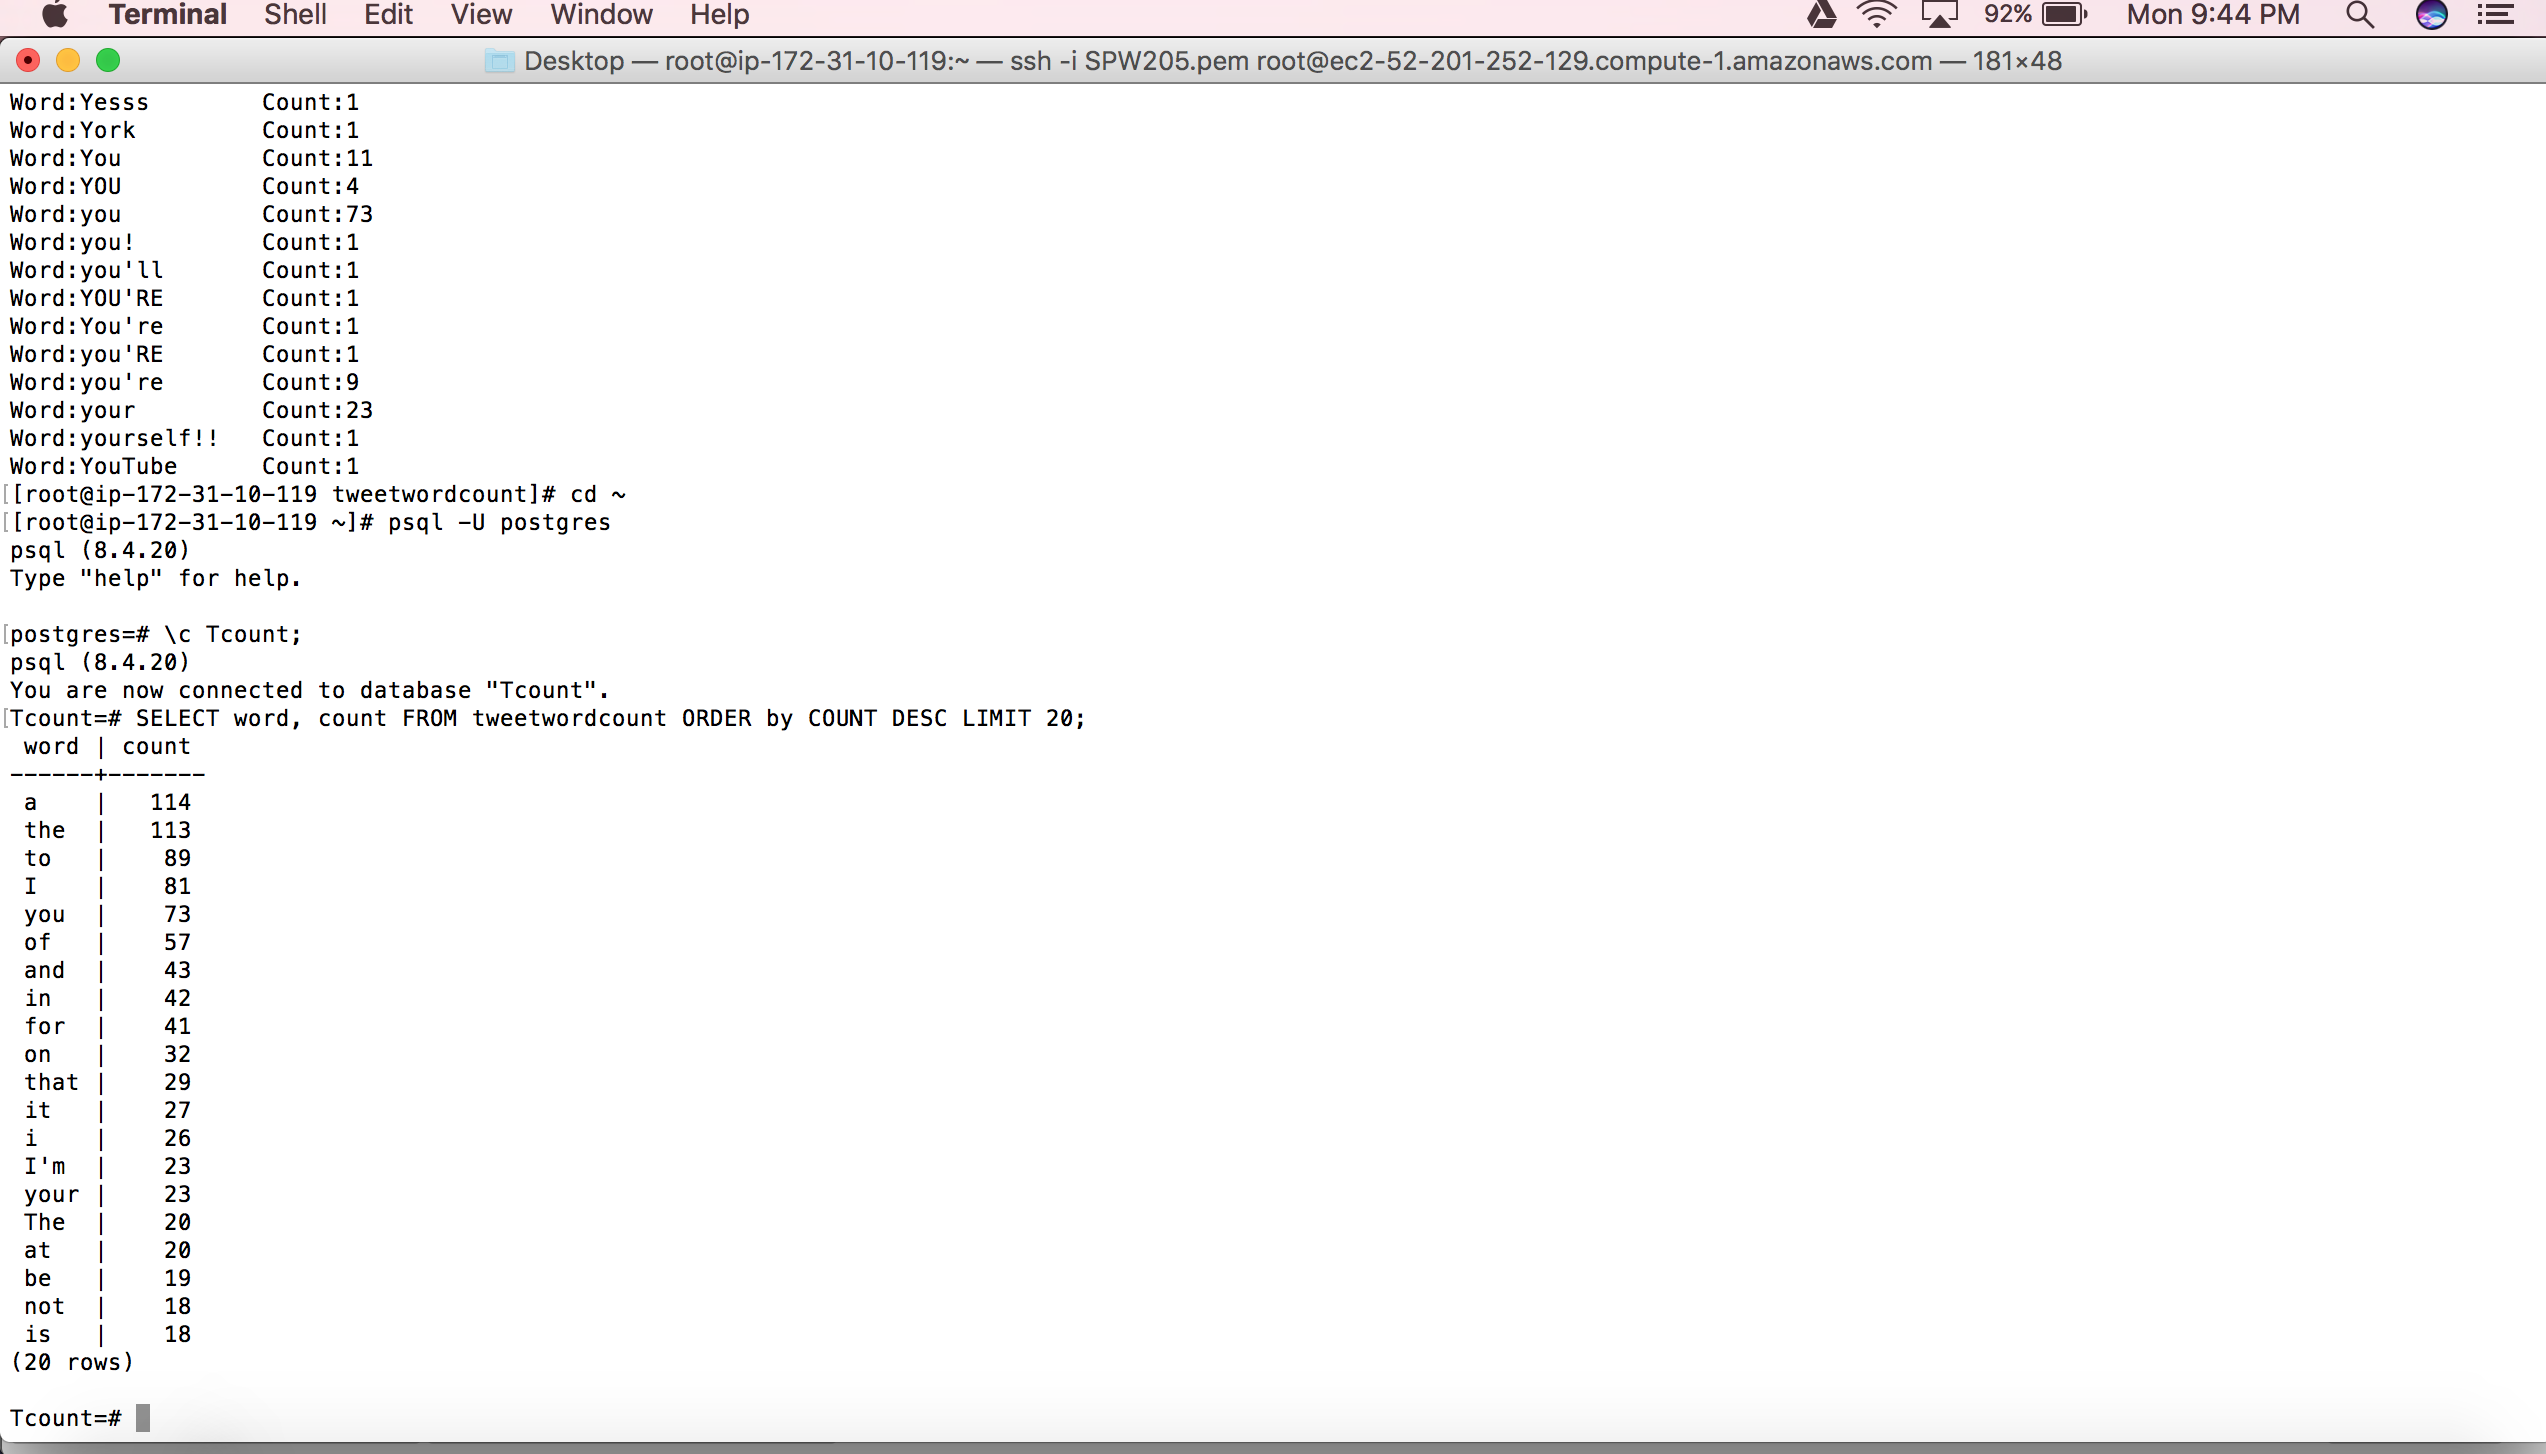 Terminal Shell Edit View Window Help 92% Mon 9:44 PM
Desktop — root@ip-172-31-10-119:~ — ssh -i SPW205.pem root@ec2-52-201-252-129.compute-1.amazonaws.com — 181×48
Word:Yesss Count:1
Word:York Count:1
Word:You Count:11
Word:YOU Count:4
Word:you Count:73
Word:you! Count:1
Word:you'll Count:1
Word:YOU'RE Count:1
Word:You're Count:1
Word:you'RE Count:1
Word:you're Count:9
Word:your Count:23
Word:yourself!! Count:1
Word:YouTube Count:1
[[root@ip-172-31-10-119 tweetwordcount]# cd ~
[[root@ip-172-31-10-119 ~]# psql -U postgres
psql (8.4.20)
Type "help" for help.
[postgres=# \c Tcount;
psql (8.4.20)
You are now connected to database "Tcount".
[Tcount=# SELECT word, count FROM tweetwordcount ORDER by COUNT DESC LIMIT 20;
word | count
------+-------
a | 114
the | 113
to | 89
I | 81
you | 73
of | 57
and | 43
in | 42
for | 41
on | 32
that | 29
it | 27
i | 26
I'm | 23
your | 23
The | 20
at | 20
be | 19
not | 18
is | 18
(20 rows)
Tcount=#